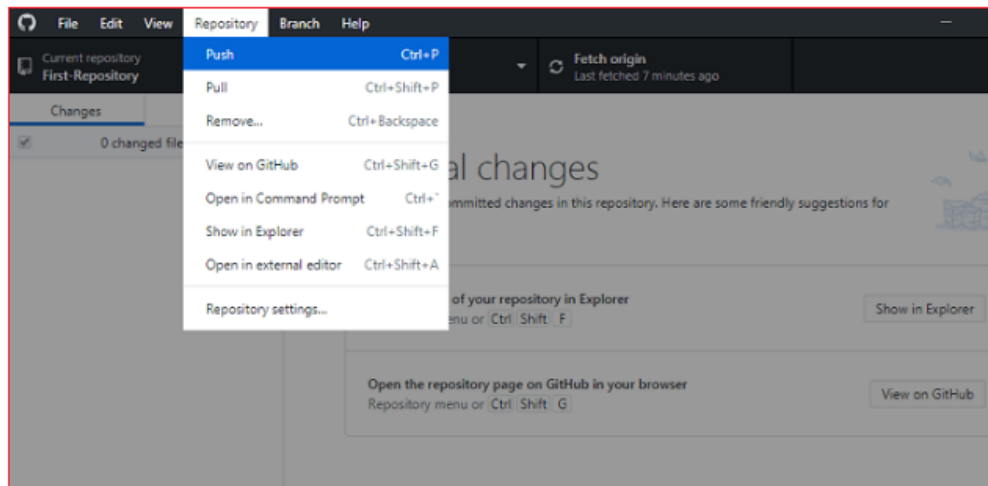 File Edit View Repository Branch Help
Current repository
First-Repository
Fetch origin
Last fetched 7 minutes ago
Push Ctrl+P
Pull Ctrl+Shift+P
Remove... Ctrl+Backspace
View on GitHub Ctrl+Shift+G
Open in Command Prompt Ctrl+`
Show in Explorer Ctrl+Shift+F
Open in external editor Ctrl+Shift+A
Repository settings...
Changes
0 changed file
al changes
mmitted changes in this repository. Here are some friendly suggestions for
of your repository in Explorer
enu or Ctrl Shift F
Show in Explorer
Open the repository page on GitHub in your browser
Repository menu or Ctrl Shift G
View on GitHub